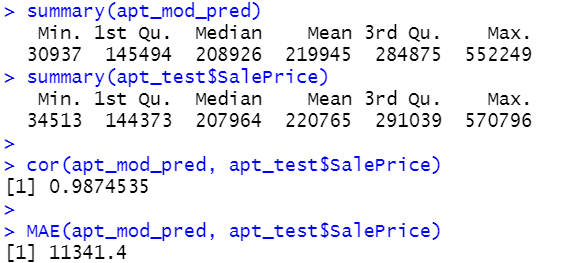 > summary(apt_mod_pred)
   Min. 1st Qu.  Median    Mean 3rd Qu.    Max.
  30937  145494  208926  219945  284875  552249
> summary(apt_test$SalePrice)
   Min. 1st Qu.  Median    Mean 3rd Qu.    Max.
  34513  144373  207964  220765  291039  570796
>
> cor(apt_mod_pred, apt_test$SalePrice)
[1] 0.9874535
>
> MAE(apt_mod_pred, apt_test$SalePrice)
[1] 11341.4